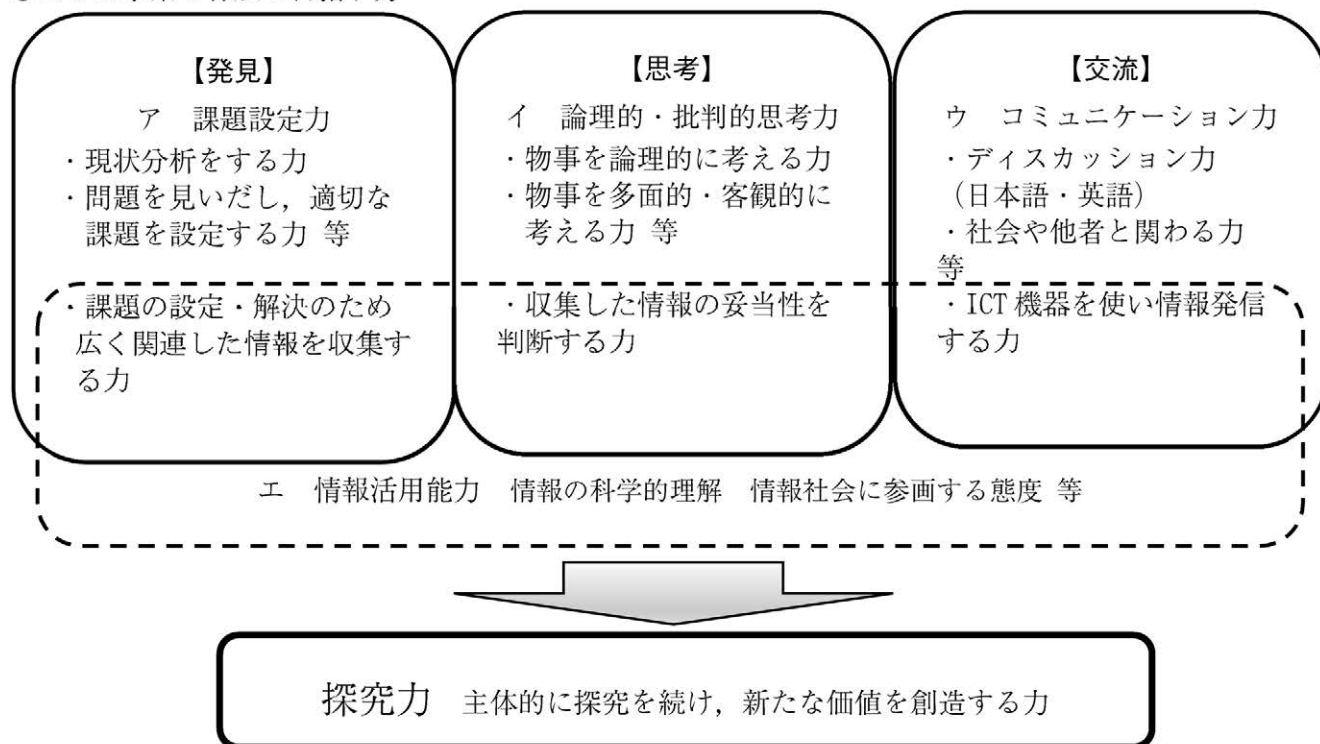 【発見】
ア 課題設定力
・現状分析をする力
・問題を見いだし，適切な
課題を設定する力 等
・課題の設定・解決のため
広く関連した情報を収集す
る力
【思考】
イ 論理的・批判的思考力
・物事を論理的に考える力
・物事を多面的・客観的に
考える力 等
・収集した情報の妥当性を
判断する力
【交流】
ウ コミュニケーション力
・ディスカッション力
（日本語・英語）
・社会や他者と関わる力
等
・ICT 機器を使い情報発信
する力
エ 情報活用能力 情報の科学的理解 情報社会に参画する態度 等
探究力 主体的に探究を続け，新たな価値を創造する力